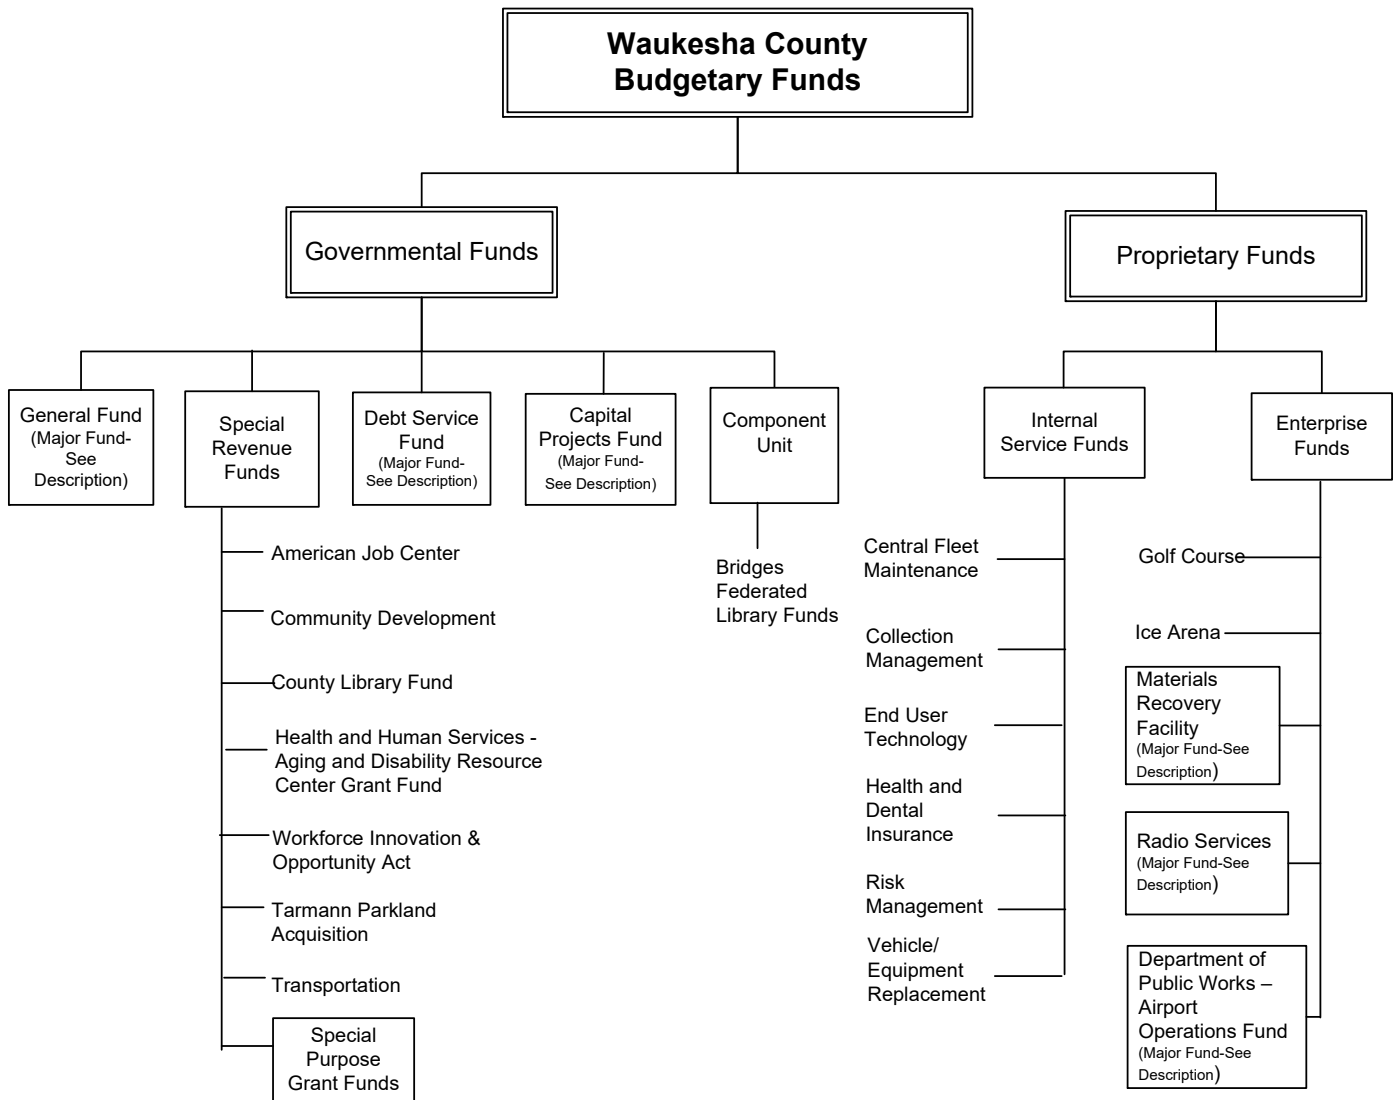 Waukesha County
Budgetary Funds
Governmental Funds
Proprietary Funds
General Fund
(Major Fund-
See
Description)
Special
Revenue
Funds
Debt Service
Fund
(Major Fund-
See Description)
Capital
Projects Fund
(Major Fund-
See Description)
Component
Unit
Internal
Service Funds
Enterprise
Funds
American Job Center
Community Development
County Library Fund
Health and Human Services -
Aging and Disability Resource
Center Grant Fund
Workforce Innovation &
Opportunity Act
Tarmann Parkland
Acquisition
Transportation
Special
Purpose
Grant Funds
Bridges
Federated
Library Funds
Central Fleet
Maintenance
Collection
Management
End User
Technology
Health and
Dental
Insurance
Risk
Management
Vehicle/
Equipment
Replacement
Golf Course
Ice Arena
Materials
Recovery
Facility
(Major Fund-See
Description)
Radio Services
(Major Fund-See
Description)
Department of
Public Works –
Airport
Operations Fund
(Major Fund-See
Description)